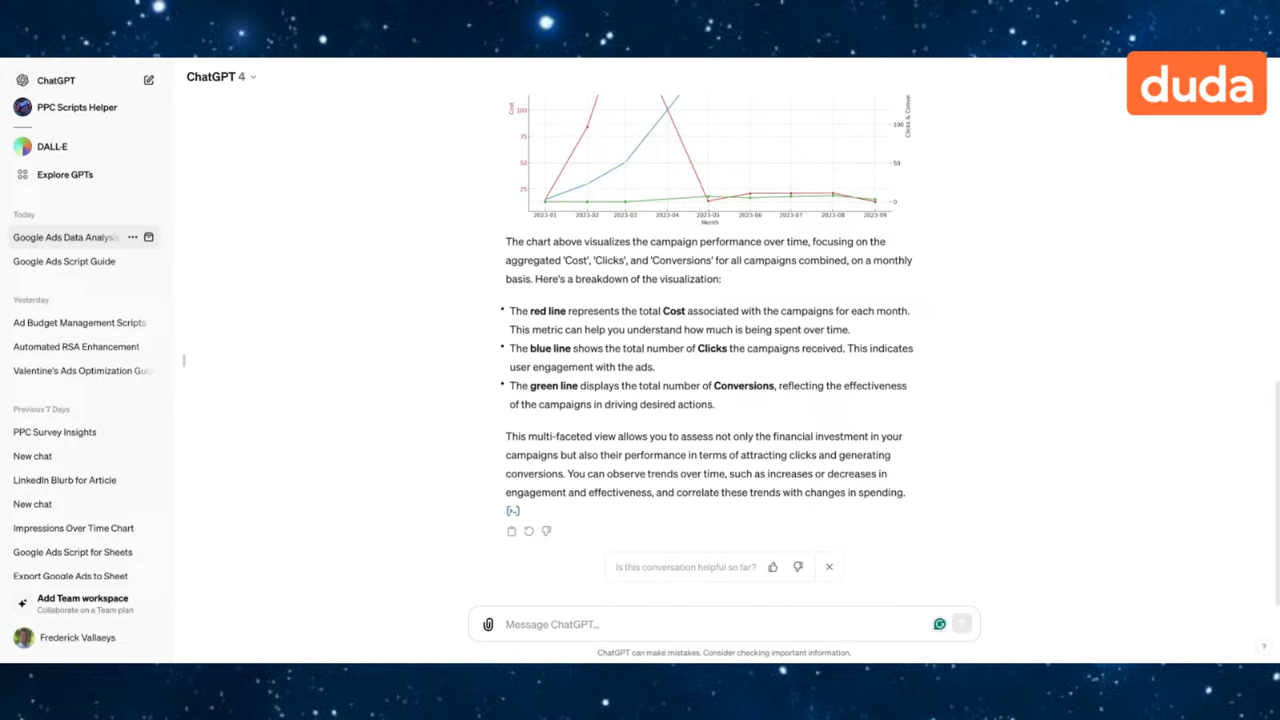 duda
ChatGPT
ChatGPT 4
PPC Scripts Helper
DALL·E
Explore GPTs
Today
Google Ads Data Analysis
Google Ads Script Guide
Yesterday
Ad Budget Management Scripts
Automated RSA Enhancement
Valentine's Ads Optimization Guid
Previous 7 Days
PPC Survey Insights
New chat
LinkedIn Blurb for Article
New chat
Impressions Over Time Chart
Google Ads Script for Sheets
Export Google Ads to Sheet
Add Team workspace
Collaborate on a Team plan
Frederick Vallaeys
Cost
100
75
50
25
Clicks & Conver
100
50
0
2023-01 2023-02 2023-03 2023-04 2023-05 2023-06 2023-07 2023-08 2023-09
Month
The chart above visualizes the campaign performance over time, focusing on the
aggregated 'Cost', 'Clicks', and 'Conversions' for all campaigns combined, on a monthly
basis. Here's a breakdown of the visualization:
• The red line represents the total Cost associated with the campaigns for each month.
This metric can help you understand how much is being spent over time.
• The blue line shows the total number of Clicks the campaigns received. This indicates
user engagement with the ads.
• The green line displays the total number of Conversions, reflecting the effectiveness
of the campaigns in driving desired actions.
This multi-faceted view allows you to assess not only the financial investment in your
campaigns but also their performance in terms of attracting clicks and generating
conversions. You can observe trends over time, such as increases or decreases in
engagement and effectiveness, and correlate these trends with changes in spending.
[>-]
Is this conversation helpful so far?
Message ChatGPT...
ChatGPT can make mistakes. Consider checking important information.
?